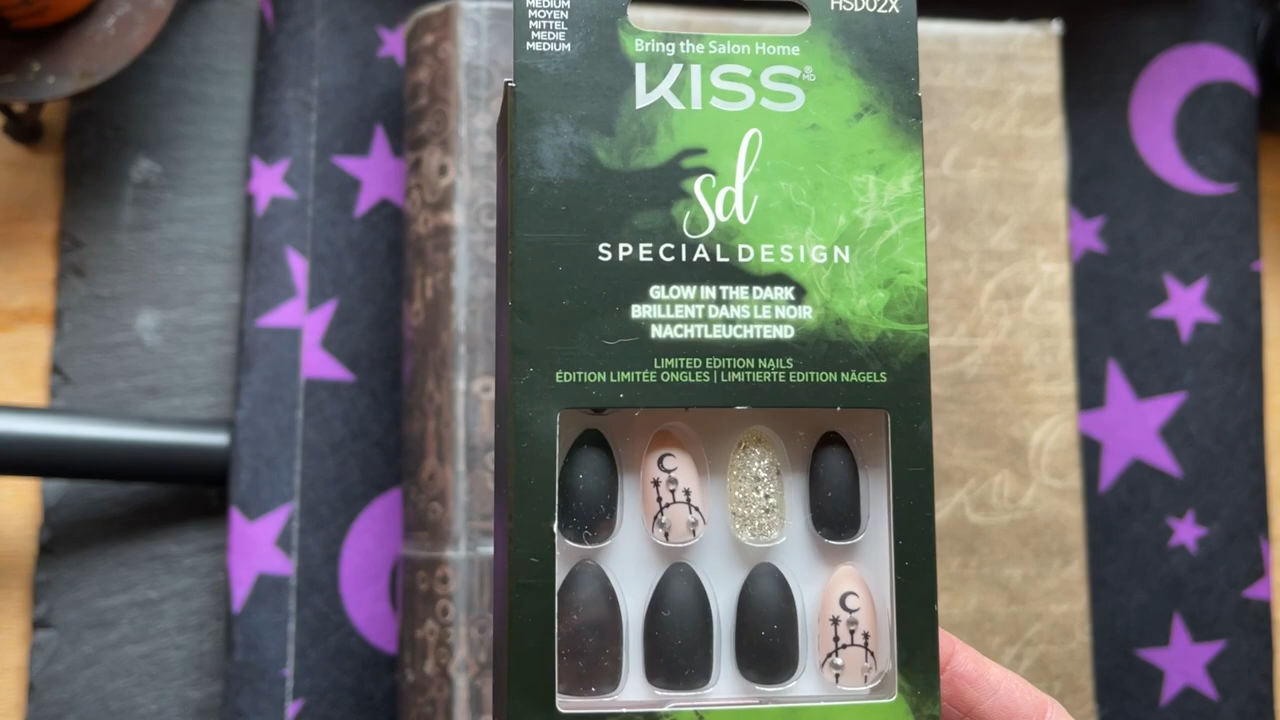 MEDIUM
MOYEN
MITTEL
MEDIE
MEDIUM
HSD02X
Bring the Salon Home
KISS®
MD
sd
SPECIAL DESIGN
GLOW IN THE DARK
BRILLENT DANS LE NOIR
NACHTLEUCHTEND
LIMITED EDITION NAILS
ÉDITION LIMITÉE ONGLES | LIMITIERTE EDITION NÄGELS